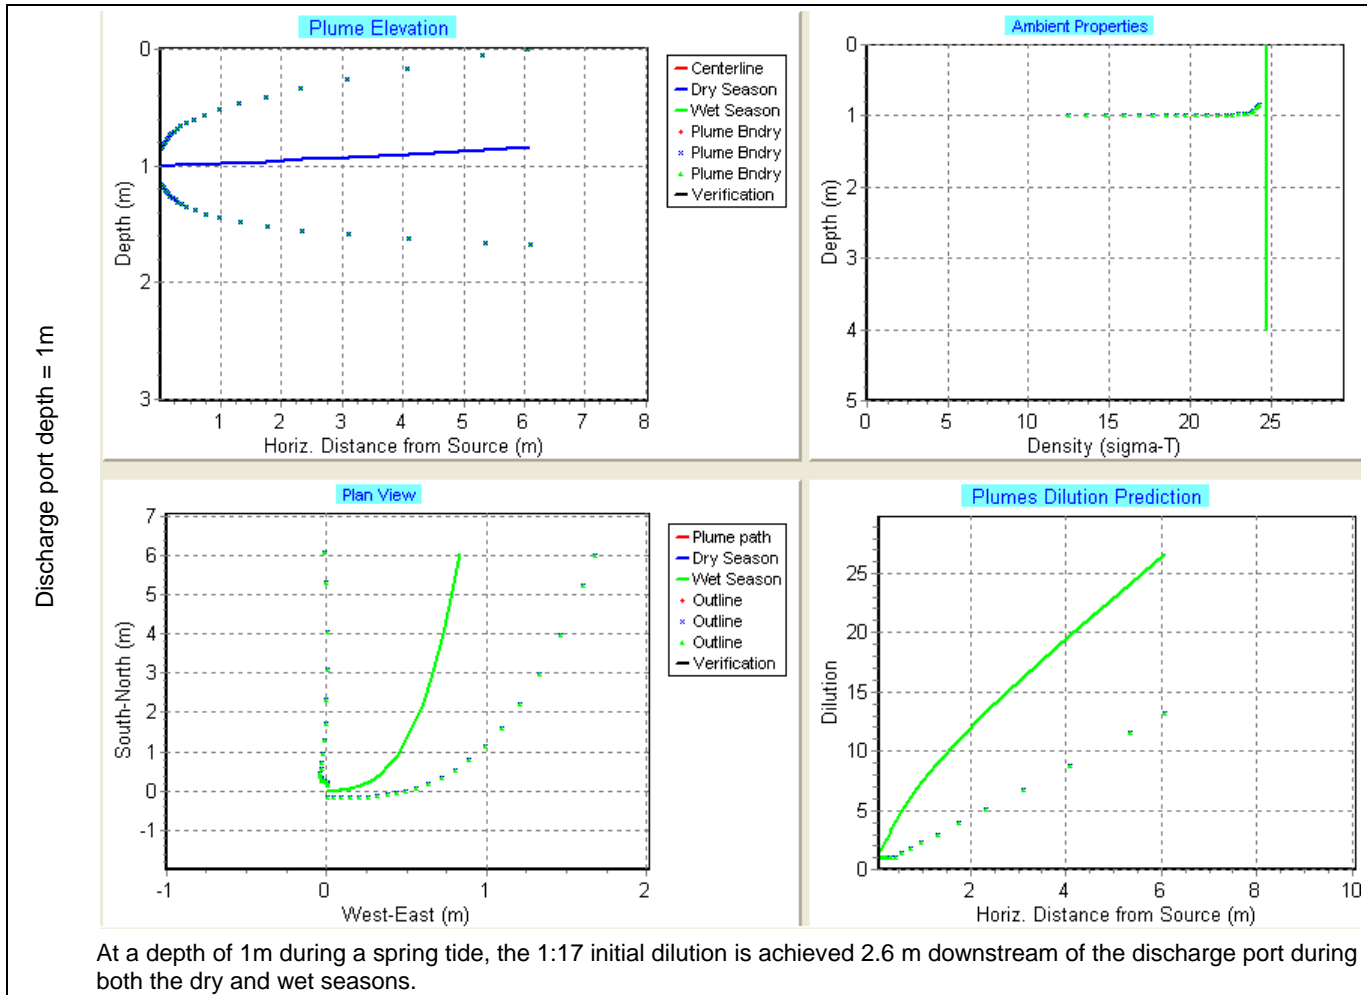 Discharge port depth = 1m
Plume Elevation
0
1
2
3
Depth (m)
1 2 3 4 5 6 7 8
Horiz. Distance from Source (m)
Centerline
Dry Season
Wet Season
Plume Bndry
Plume Bndry
Plume Bndry
Verification
Ambient Properties
0
1
2
3
4
5
Depth (m)
0 5 10 15 20 25
Density (sigma-T)
Plan View
7
6
5
4
3
2
1
0
-1
South-North (m)
-1 0 1 2
West-East (m)
Plume path
Dry Season
Wet Season
Outline
Outline
Outline
Verification
Plumes Dilution Prediction
25
20
15
10
5
0
Dilution
2 4 6 8 10
Horiz. Distance from Source (m)
At a depth of 1m during a spring tide, the 1:17 initial dilution is achieved 2.6 m downstream of the discharge port during
both the dry and wet seasons.